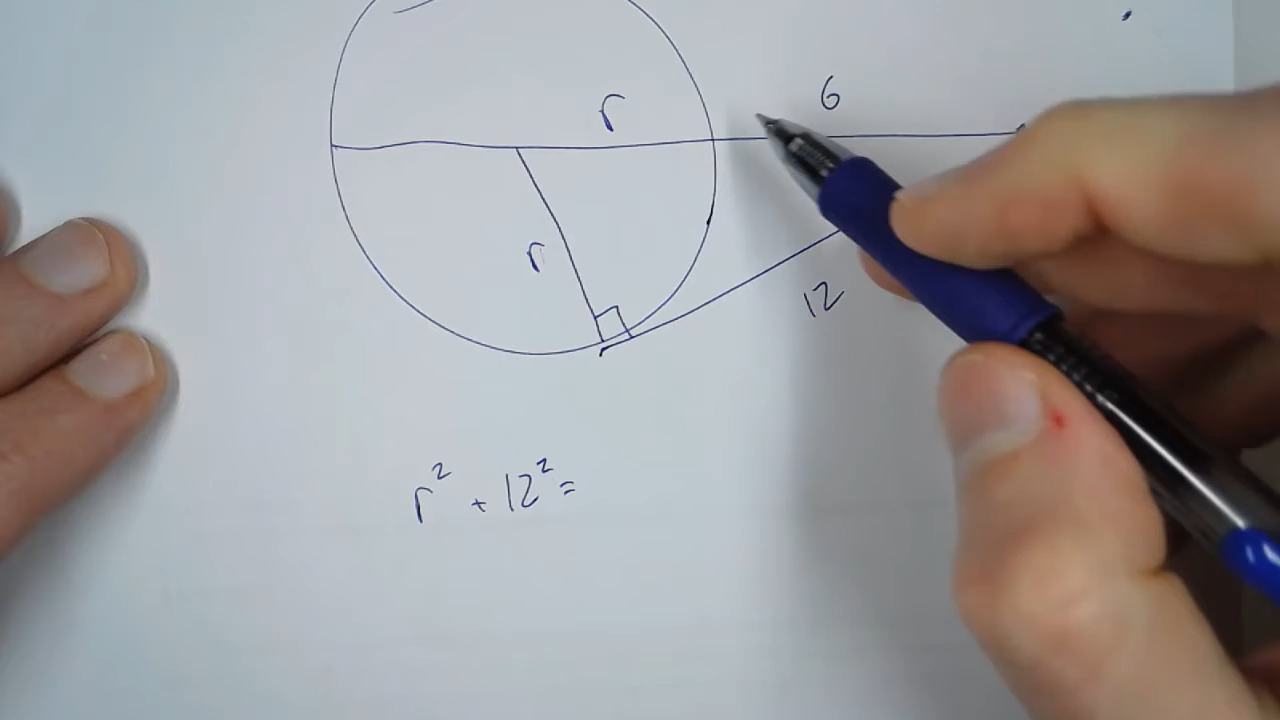 6
r
r
12
r² + 12² =